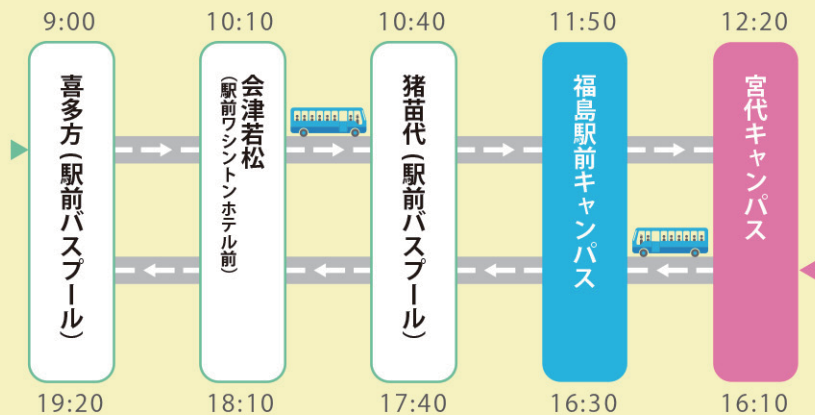 9:00
10:10
10:40
11:50
12:20
喜多方(駅前バスプール)
会津若松
(駅前ワシントンホテル前)
猪苗代(駅前バスプール)
福島駅前キャンパス
宮代キャンパス
19:20
18:10
17:40
16:30
16:10